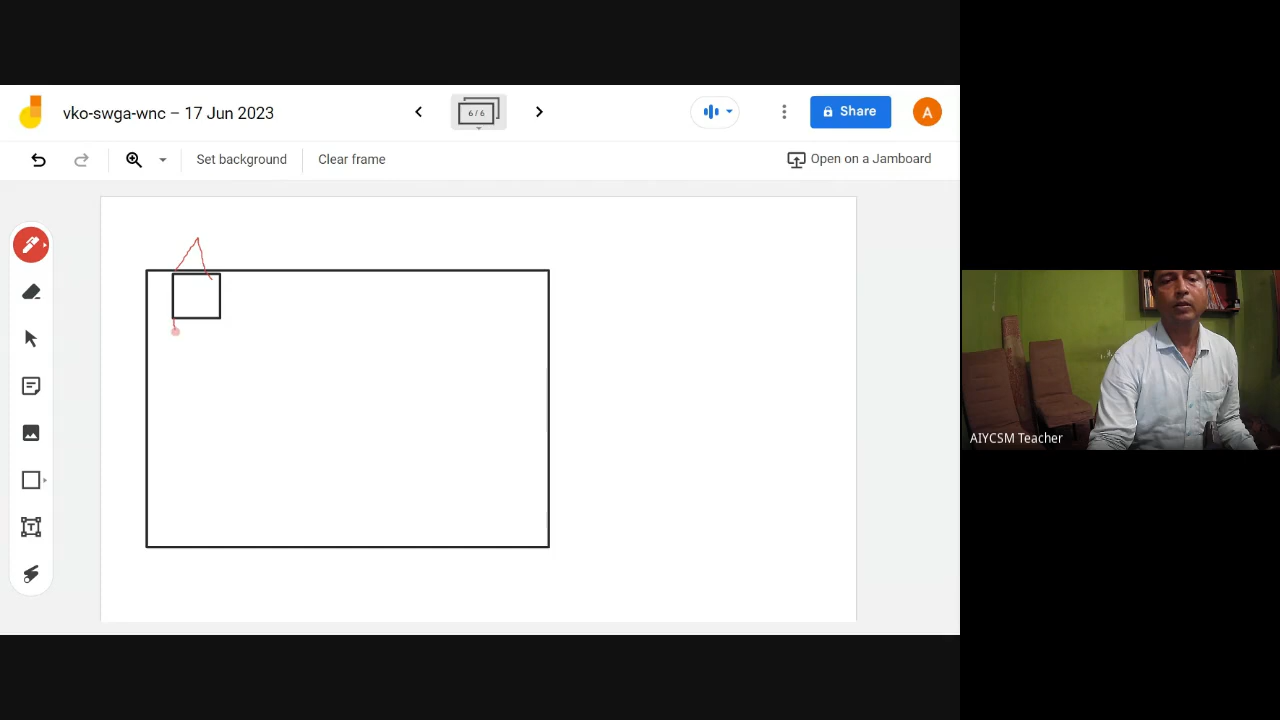 vko-swga-wnc – 17 Jun 2023
6 / 6
Share
A
Set background
Clear frame
Open on a Jamboard
AIYCSM Teacher